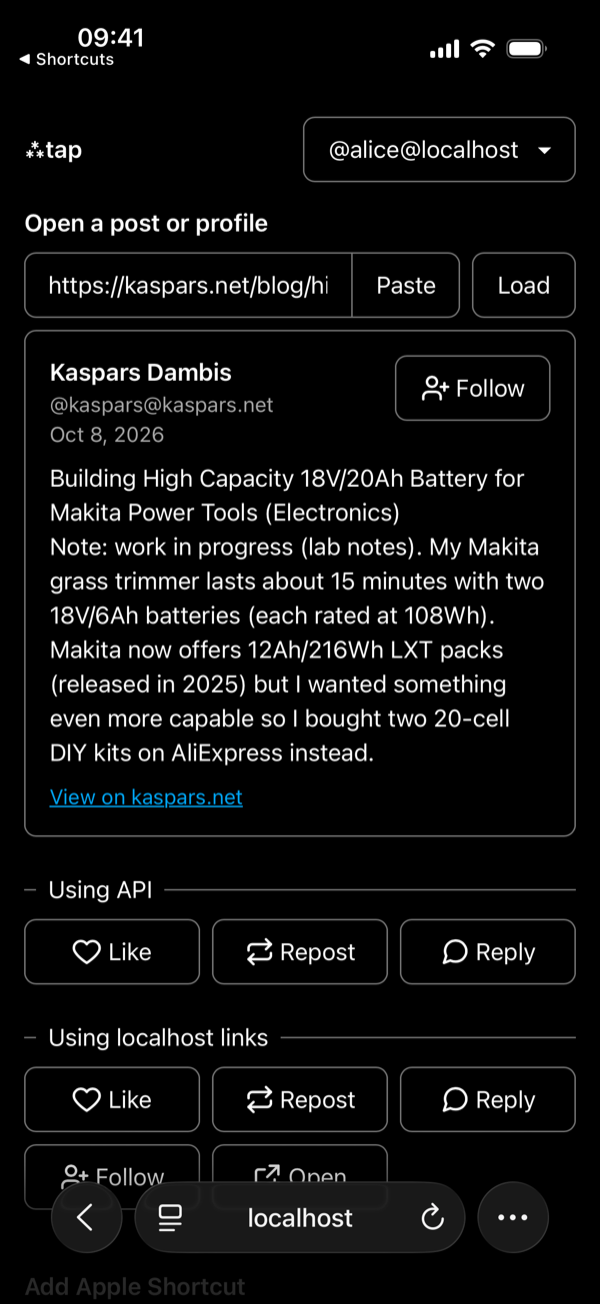 09:41
◀ Shortcuts
⁂tap
@alice@localhost
Open a post or profile
https://kaspars.net/blog/hi
Paste
Load
Kaspars Dambis
@kaspars@kaspars.net
Oct 8, 2026
Follow
Building High Capacity 18V/20Ah Battery for
Makita Power Tools (Electronics)
Note: work in progress (lab notes). My Makita
grass trimmer lasts about 15 minutes with two
18V/6Ah batteries (each rated at 108Wh).
Makita now offers 12Ah/216Wh LXT packs
(released in 2025) but I wanted something
even more capable so I bought two 20-cell
DIY kits on AliExpress instead.
View on kaspars.net
Using API
Like
Repost
Reply
Using localhost links
Like
Repost
Reply
Follow
Open
localhost
Add Apple Shortcut